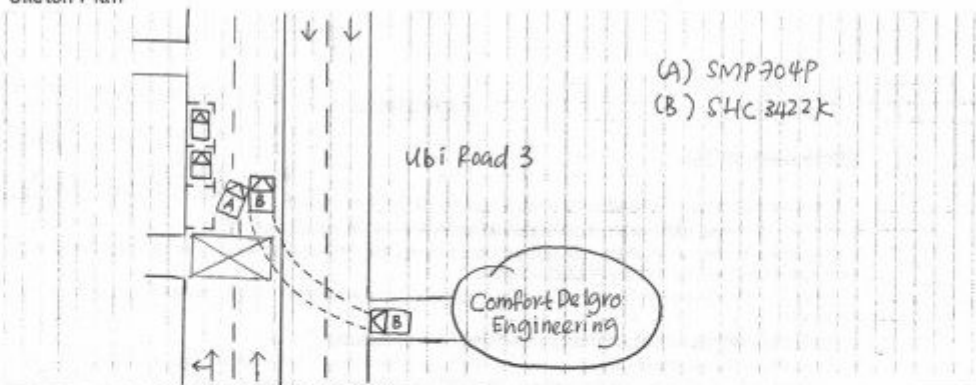 Sketch Plan
(A) SMP704P
(B) SHC 3422K
Ubi Road 3
A B
B
Comfort Delgro
Engineering